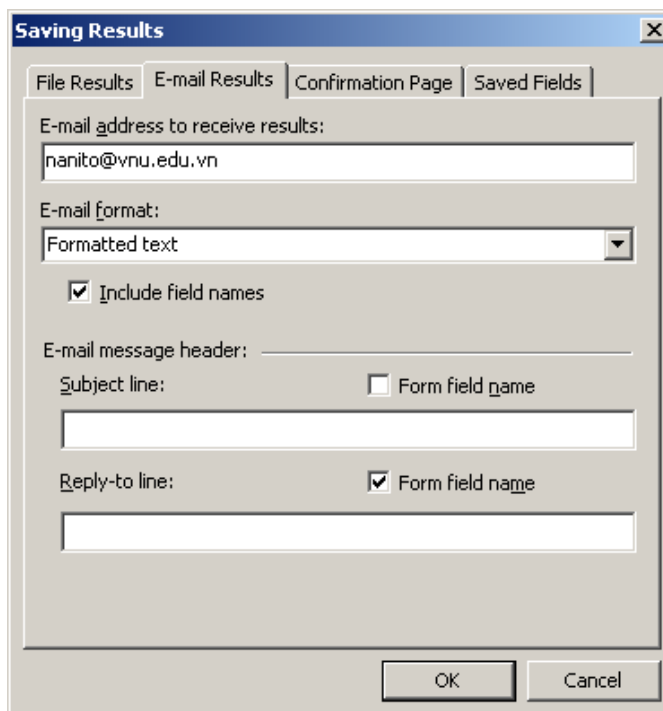 Saving Results
File Results E-mail Results Confirmation Page Saved Fields
E-mail address to receive results:
nanito@vnu.edu.vn
E-mail format:
Formatted text
Include field names
E-mail message header:
Subject line: Form field name
Reply-to line: Form field name
OK Cancel